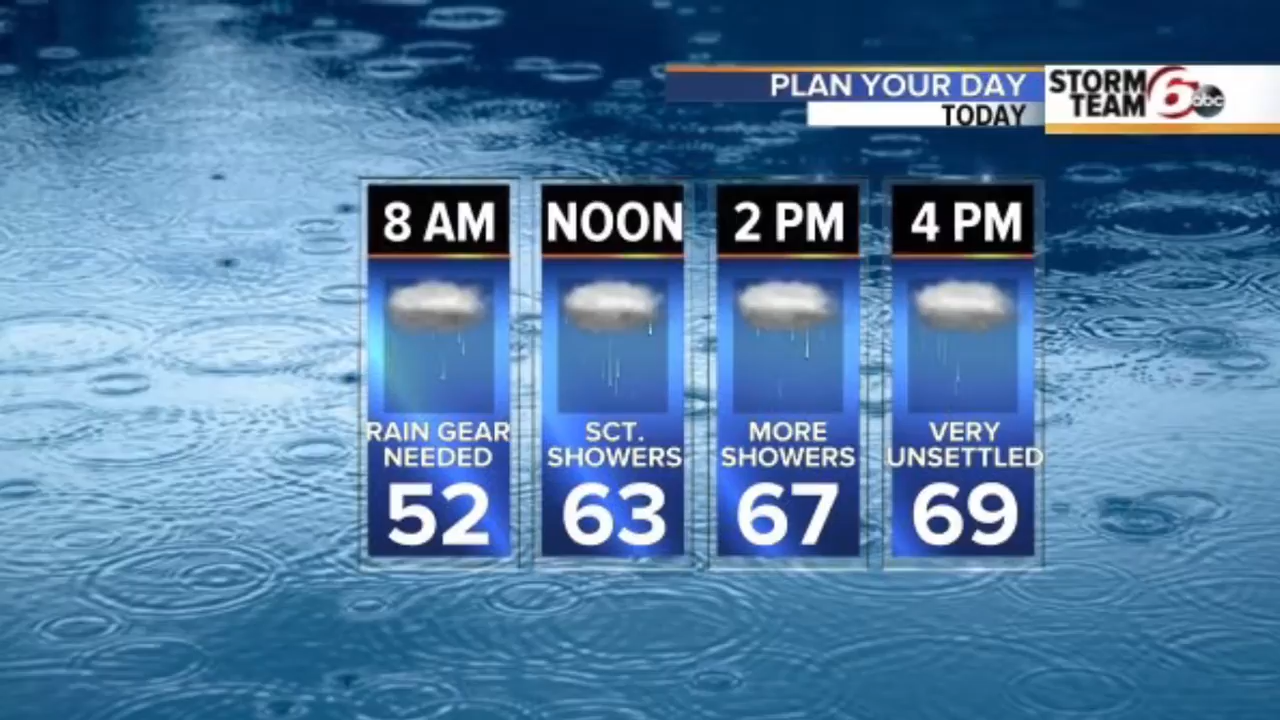 PLAN YOUR DAY
TODAY
STORM
TEAM 6 abc
8 AM
RAIN GEAR
NEEDED
52
NOON
SCT.
SHOWERS
63
2 PM
MORE
SHOWERS
67
4 PM
VERY
UNSETTLED
69